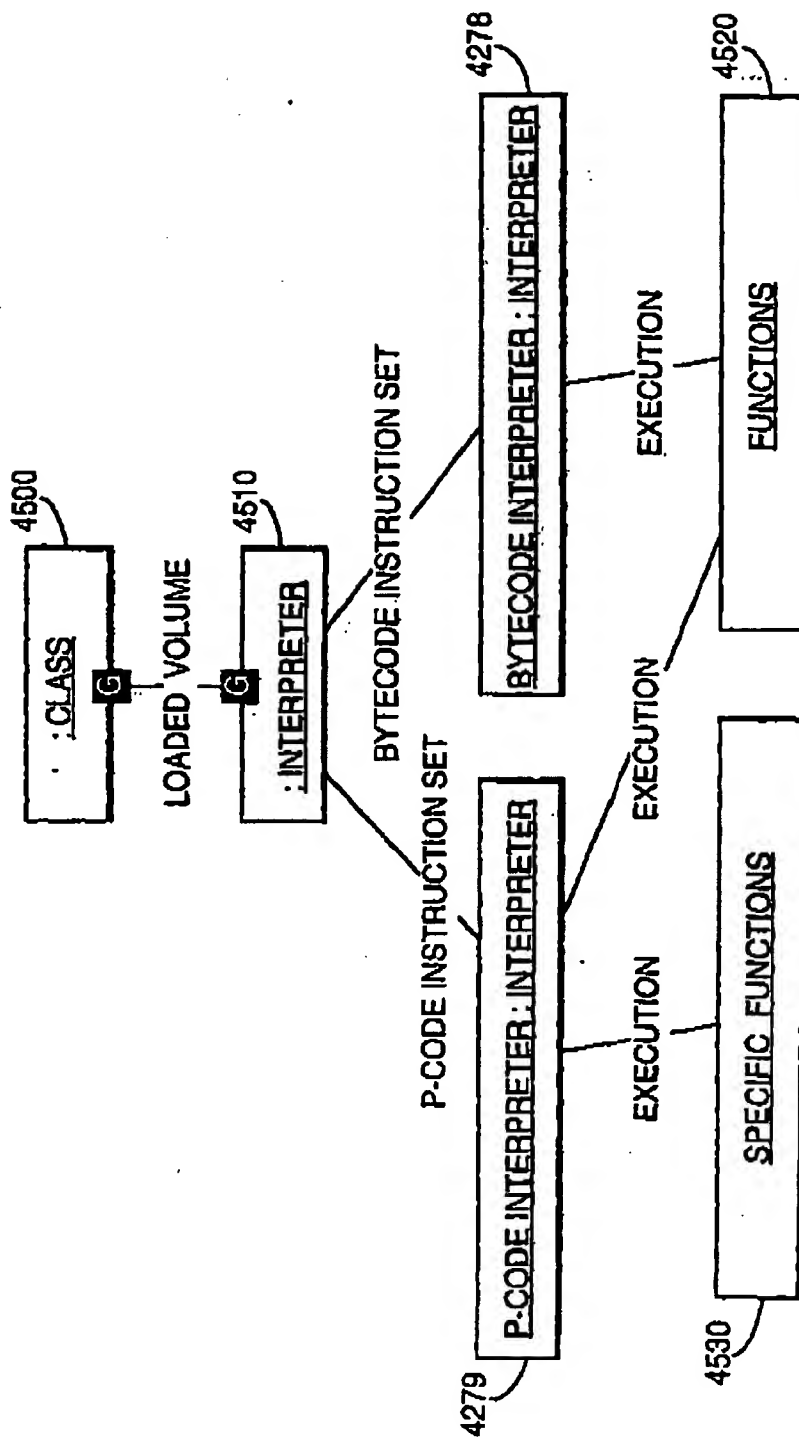 4500
: CLASS
G
LOADED VOLUME
G
4510
: INTERPRETER
P-CODE INSTRUCTION SET
BYTECODE INSTRUCTION SET
4279
P-CODE INTERPRETER : INTERPRETER
4278
BYTECODE INTERPRETER : INTERPRETER
EXECUTION
EXECUTION
EXECUTION
4530
SPECIFIC FUNCTIONS
4520
FUNCTIONS